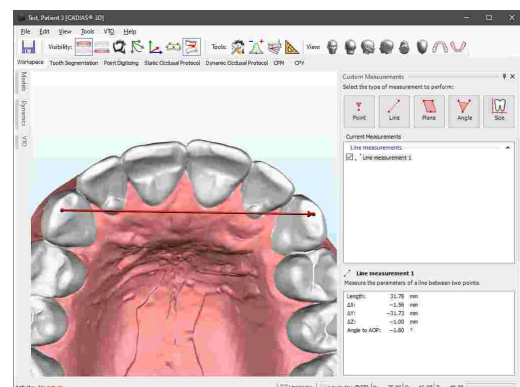 Test, Patient 3 [CADIAS® 3D]
File Edit View Tools VTO Help
Visibility: Tools: View:
Workspace Tooth Segmentation Point Digitizing Static Occlusal Protocol Dynamic Occlusal Protocol CPM CPV
Models
Dynamics
VTO
Custom Measurements
Select the type of measurement to perform:
Point Line Plane Angle Size
Current Measurements
Line measurements
Line measurement 1
Line measurement 1
Measure the parameters of a line between two points.
Length: 31.78 mm
ΔX: -1.56 mm
ΔY: -31.73 mm
ΔZ: -1.00 mm
Angle to AOP: -1.80 °